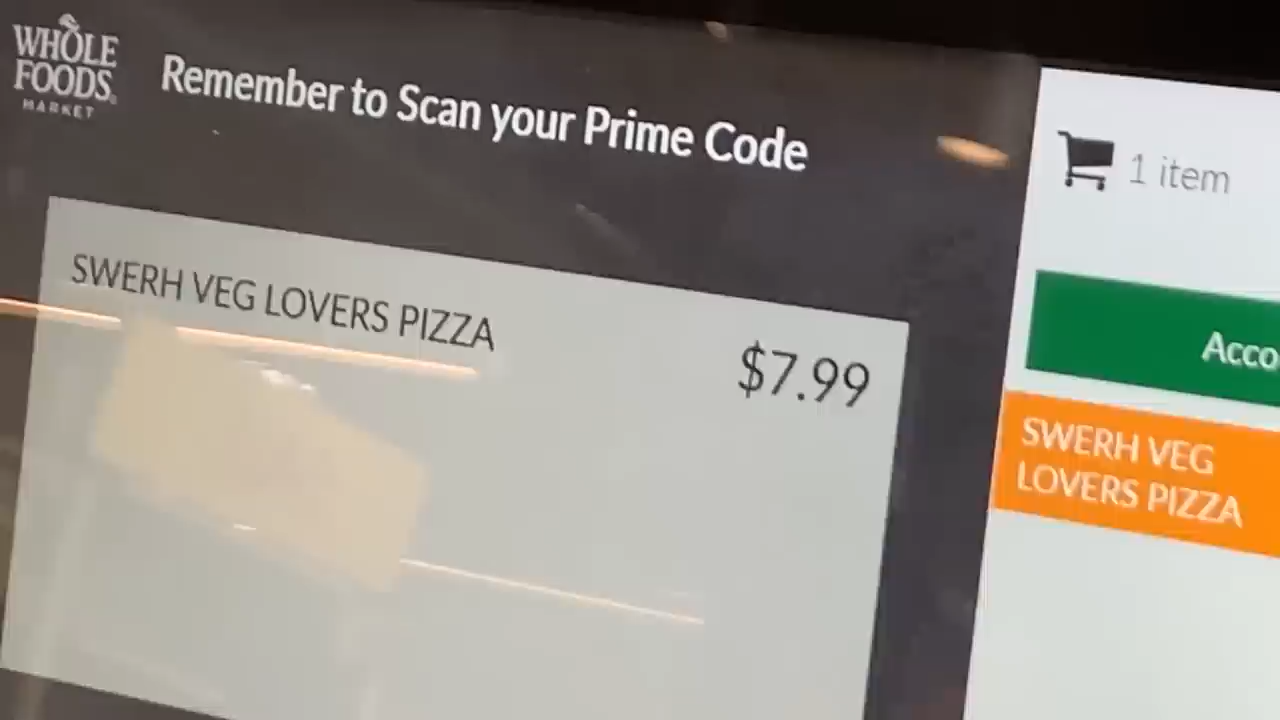 WHOLE
FOODS
MARKET
Remember to Scan your Prime Code
1 item
SWERH VEG LOVERS PIZZA
$7.99
Acco
SWERH VEG
LOVERS PIZZA